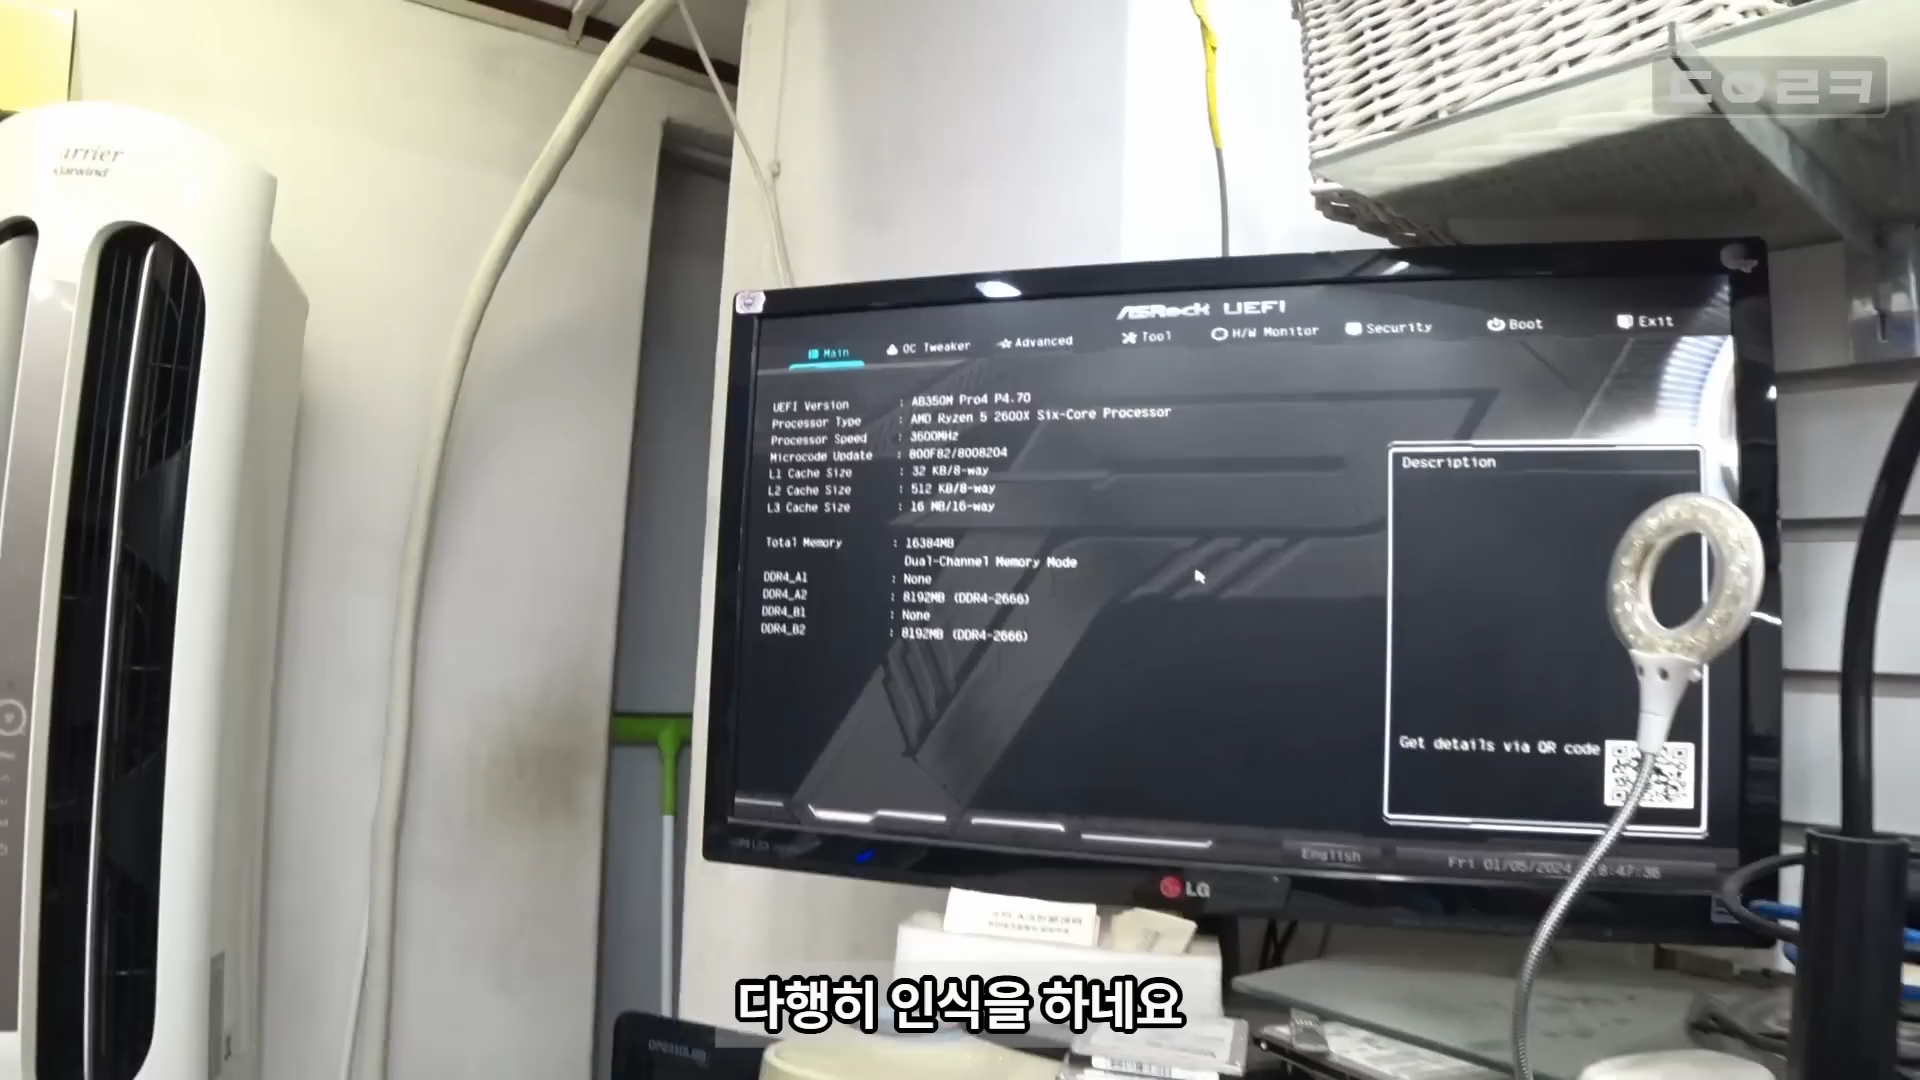 ㄷㅇㄹㅋ
ASRock UEFI
Main
OC Tweaker
Advanced
Tool
H/W Monitor
Security
Boot
Exit
UEFI Version : AB350M Pro4 P4.70
Processor Type : AMD Ryzen 5 2600X Six-Core Processor
Processor Speed : 3600MHz
Microcode Update : 800F82/8008204
L1 Cache Size : 32 KB/8-way
L2 Cache Size : 512 KB/8-way
L3 Cache Size : 16 MB/16-way
Total Memory : 16384MB
Dual-Channel Memory Mode
DDR4_A1 : None
DDR4_A2 : 8192MB (DDR4-2666)
DDR4_B1 : None
DDR4_B2 : 8192MB (DDR4-2666)
Description
Get details via QR code
English
Fri 01/05/2024
LG
다행히 인식을 하네요